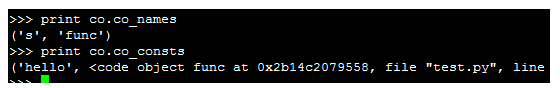 >>> print co.co_names
('s', 'func')
>>> print co.co_consts
('hello', <code object func at 0x2b14c2079558, file "test.py", line
>>>